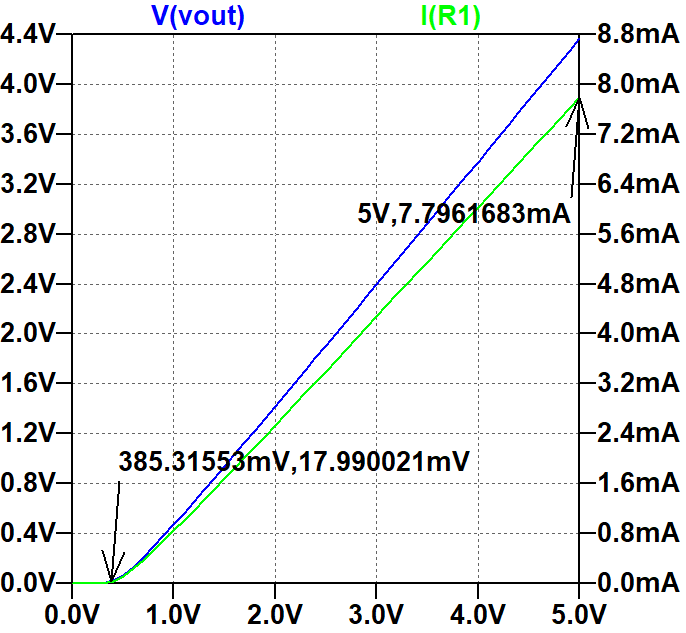 V(vout) I(R1)
4.4V 8.8mA
4.0V 8.0mA
3.6V 7.2mA
3.2V 6.4mA
5V,7.7961683mA
2.8V 5.6mA
2.4V 4.8mA
2.0V 4.0mA
1.6V 3.2mA
1.2V 2.4mA
385.31553mV,17.990021mV
0.8V 1.6mA
0.4V 0.8mA
0.0V 0.0mA
0.0V 1.0V 2.0V 3.0V 4.0V 5.0V